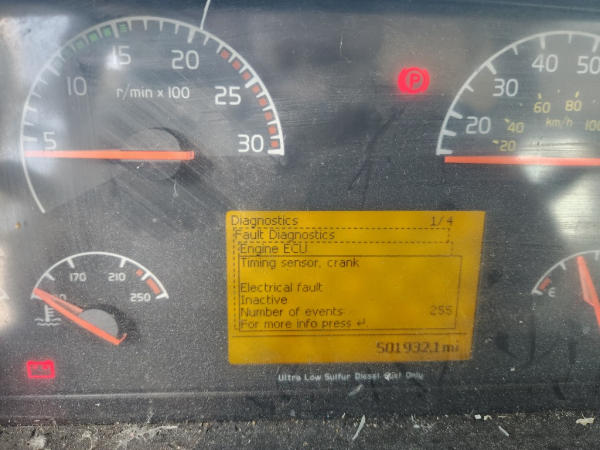 15
20
10
25
r/min x 100
5
30
P
50
40
30
60
80
km/h
20
40
100
20
Diagnostics 1/4
Fault Diagnostics
Engine ECU
Timing sensor, crank
Electrical fault
Inactive
Number of events: 255
For more info press ↵
501932.1 mi
170
210
250
E
Ultra Low Sulfur Diesel Fuel Only